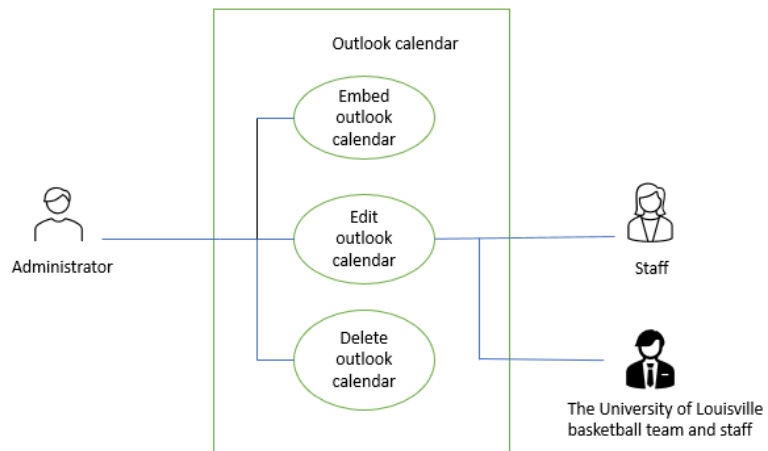 Outlook calendar
Embed
outlook
calendar
Edit
outlook
calendar
Administrator
Staff
Delete
outlook
calendar
The University of Louisville
basketball team and staff